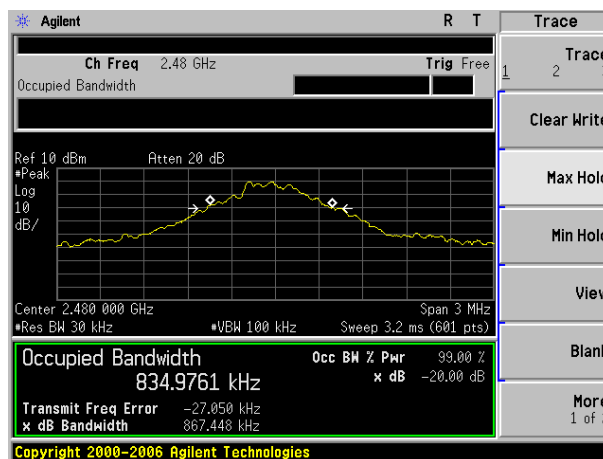 Agilent R T Trace
Ch Freq 2.48 GHz Trig Free
Occupied Bandwidth
Trace
1 2
Clear Write
Max Hold
Min Hold
View
Blank
More
1 of
Ref 10 dBm Atten 20 dB
#Peak
Log
10
dB/
Center 2.480 000 GHz Span 3 MHz
#Res BW 30 kHz #VBW 100 kHz Sweep 3.2 ms (601 pts)
Occupied Bandwidth Occ BW % Pwr 99.00 %
834.9761 kHz x dB -20.00 dB
Transmit Freq Error -27.050 kHz
x dB Bandwidth 867.448 kHz
Copyright 2000-2006 Agilent Technologies